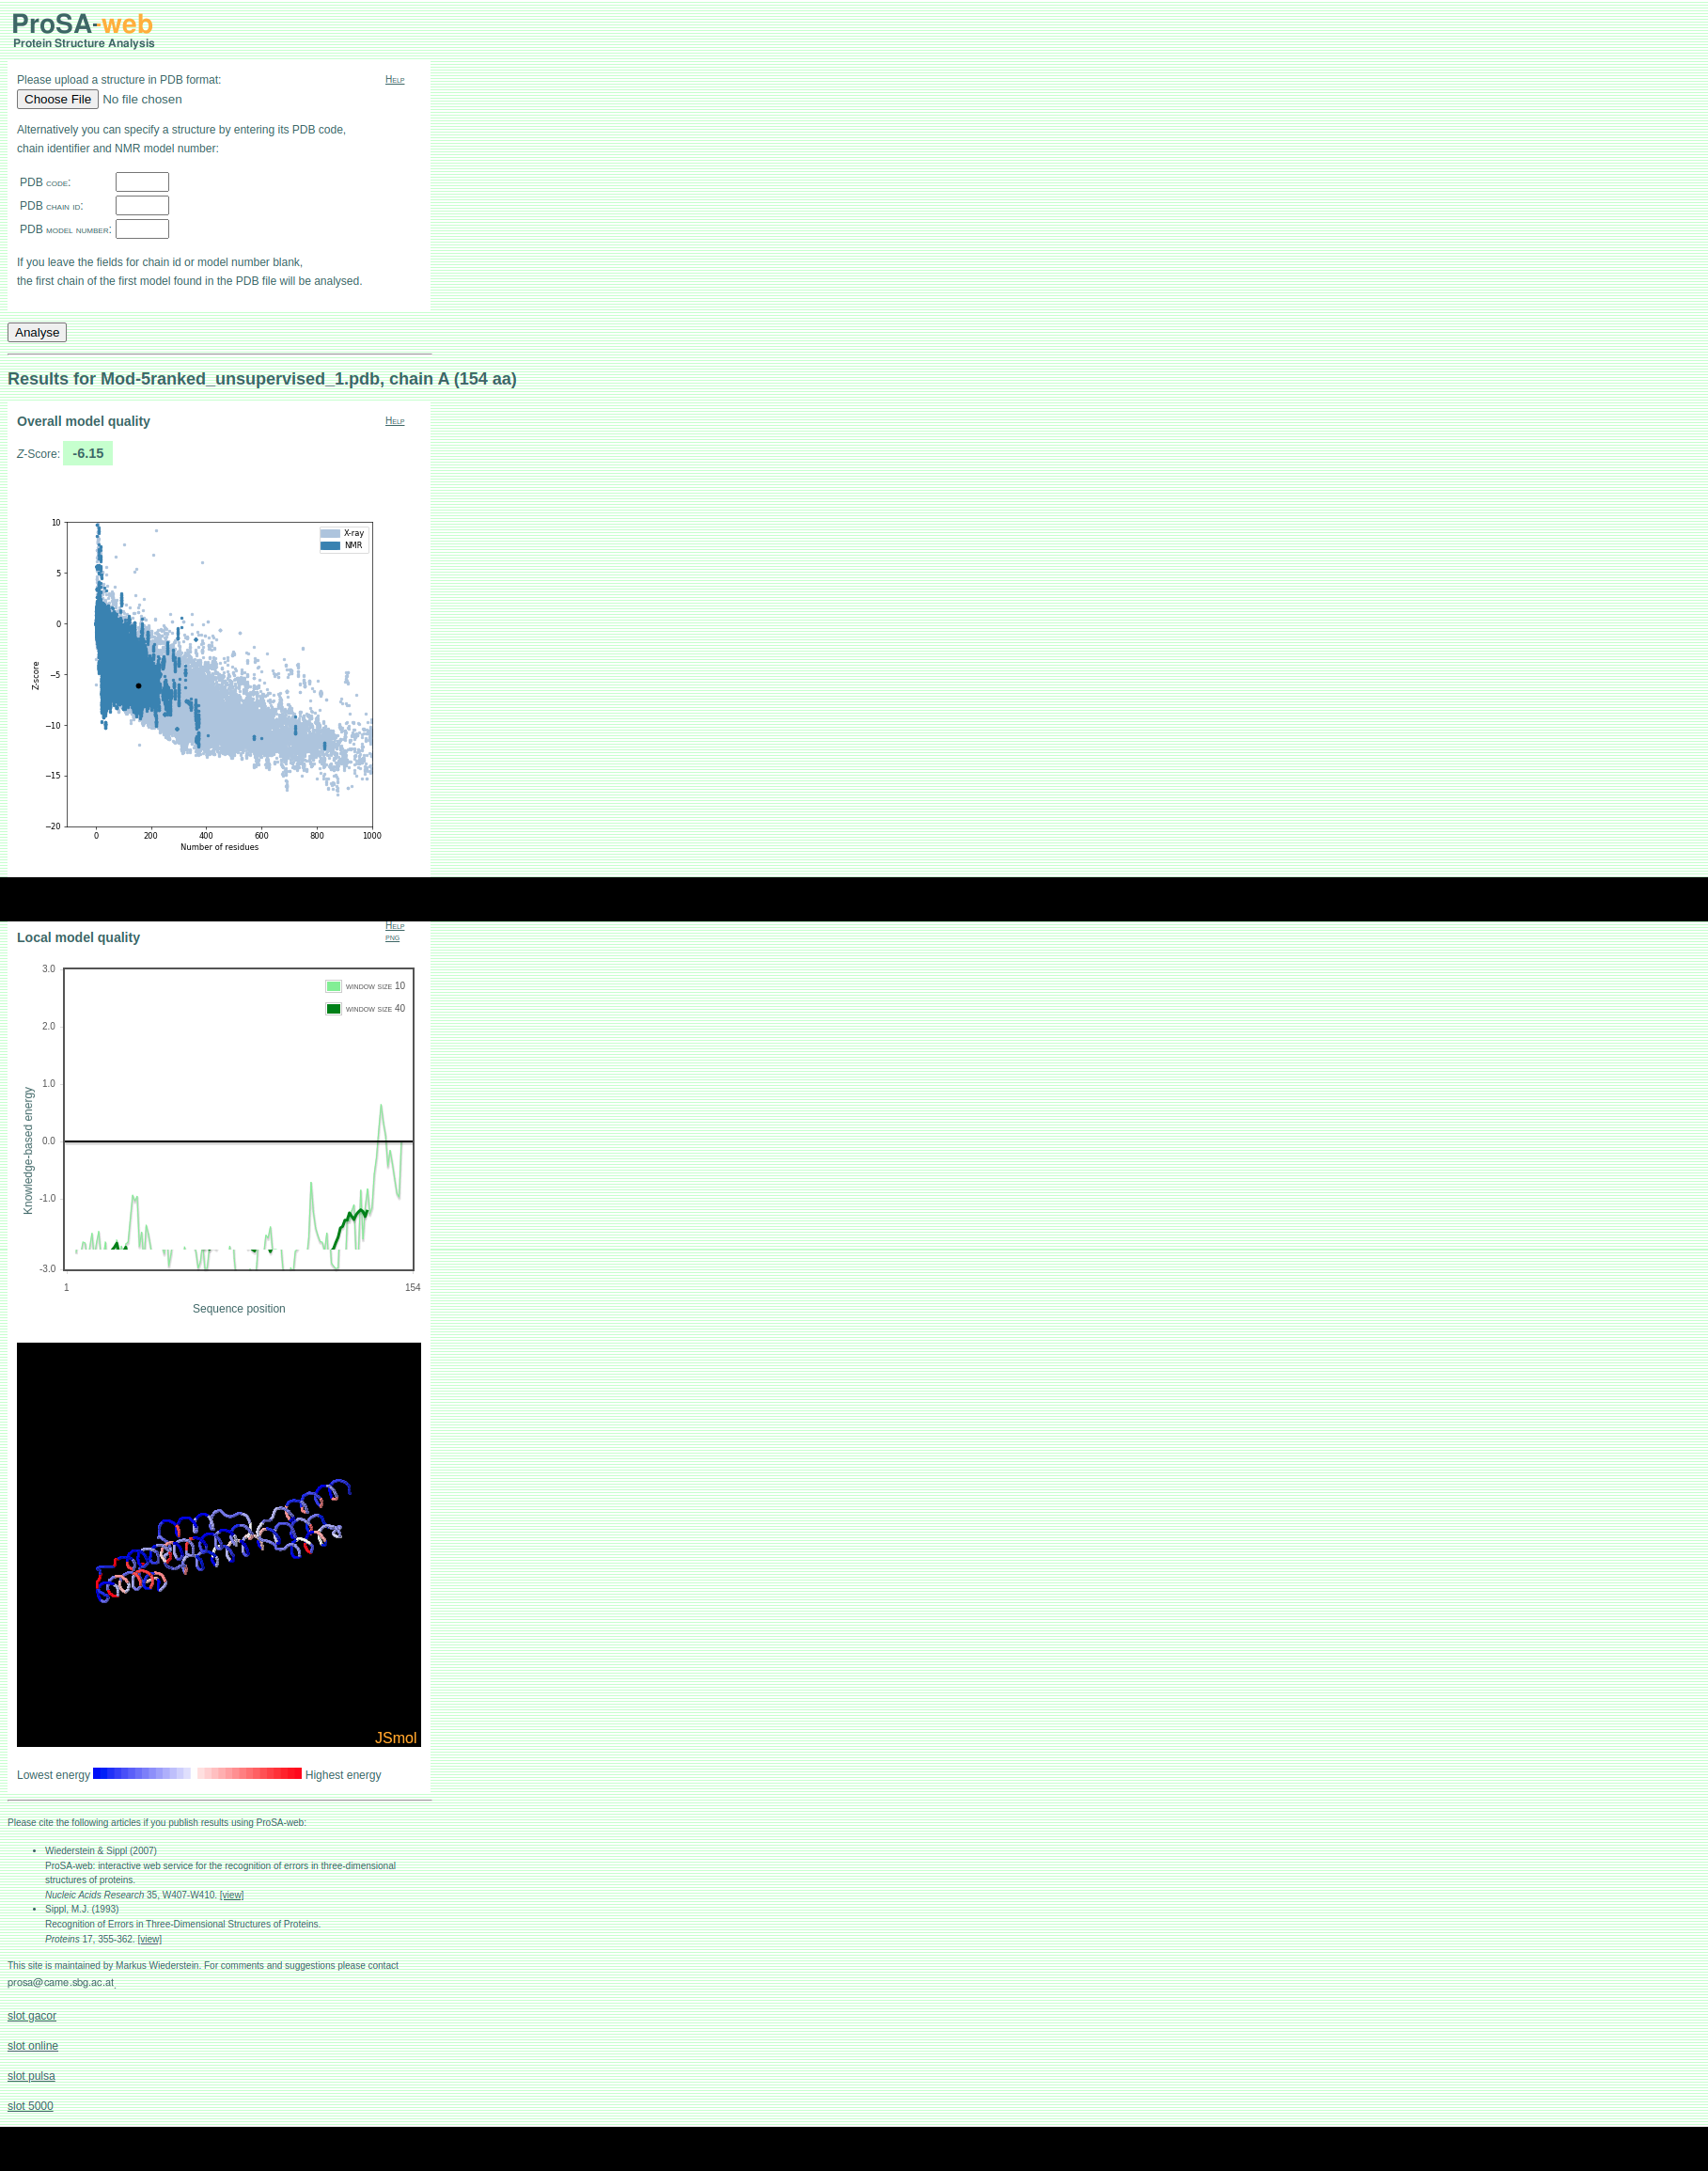 ProSA-web
Protein Structure Analysis
Please upload a structure in PDB format:
Help
Choose File No file chosen
Alternatively you can specify a structure by entering its PDB code,
chain identifier and NMR model number:
PDB code:
PDB chain id:
PDB model number:
If you leave the fields for chain id or model number blank,
the first chain of the first model found in the PDB file will be analysed.
Analyse
Results for Mod-5ranked_unsupervised_1.pdb, chain A (154 aa)
Overall model quality
Help
Z-Score: -6.15
10
X-ray
NMR
5
0
Z-score
−5
−10
−15
−20
0 200 400 600 800 1000
Number of residues
Help
Local model quality
png
3.0
window size 10
window size 40
2.0
1.0
Knowledge-based energy
0.0
-1.0
-3.0
1 154
Sequence position
JSmol
Lowest energy Highest energy
Please cite the following articles if you publish results using ProSA-web:
• Wiederstein & Sippl (2007)
ProSA-web: interactive web service for the recognition of errors in three-dimensional
structures of proteins.
Nucleic Acids Research 35, W407-W410. [view]
• Sippl, M.J. (1993)
Recognition of Errors in Three-Dimensional Structures of Proteins.
Proteins 17, 355-362. [view]
This site is maintained by Markus Wiederstein. For comments and suggestions please contact
prosa@came.sbg.ac.at.
slot gacor
slot online
slot pulsa
slot 5000